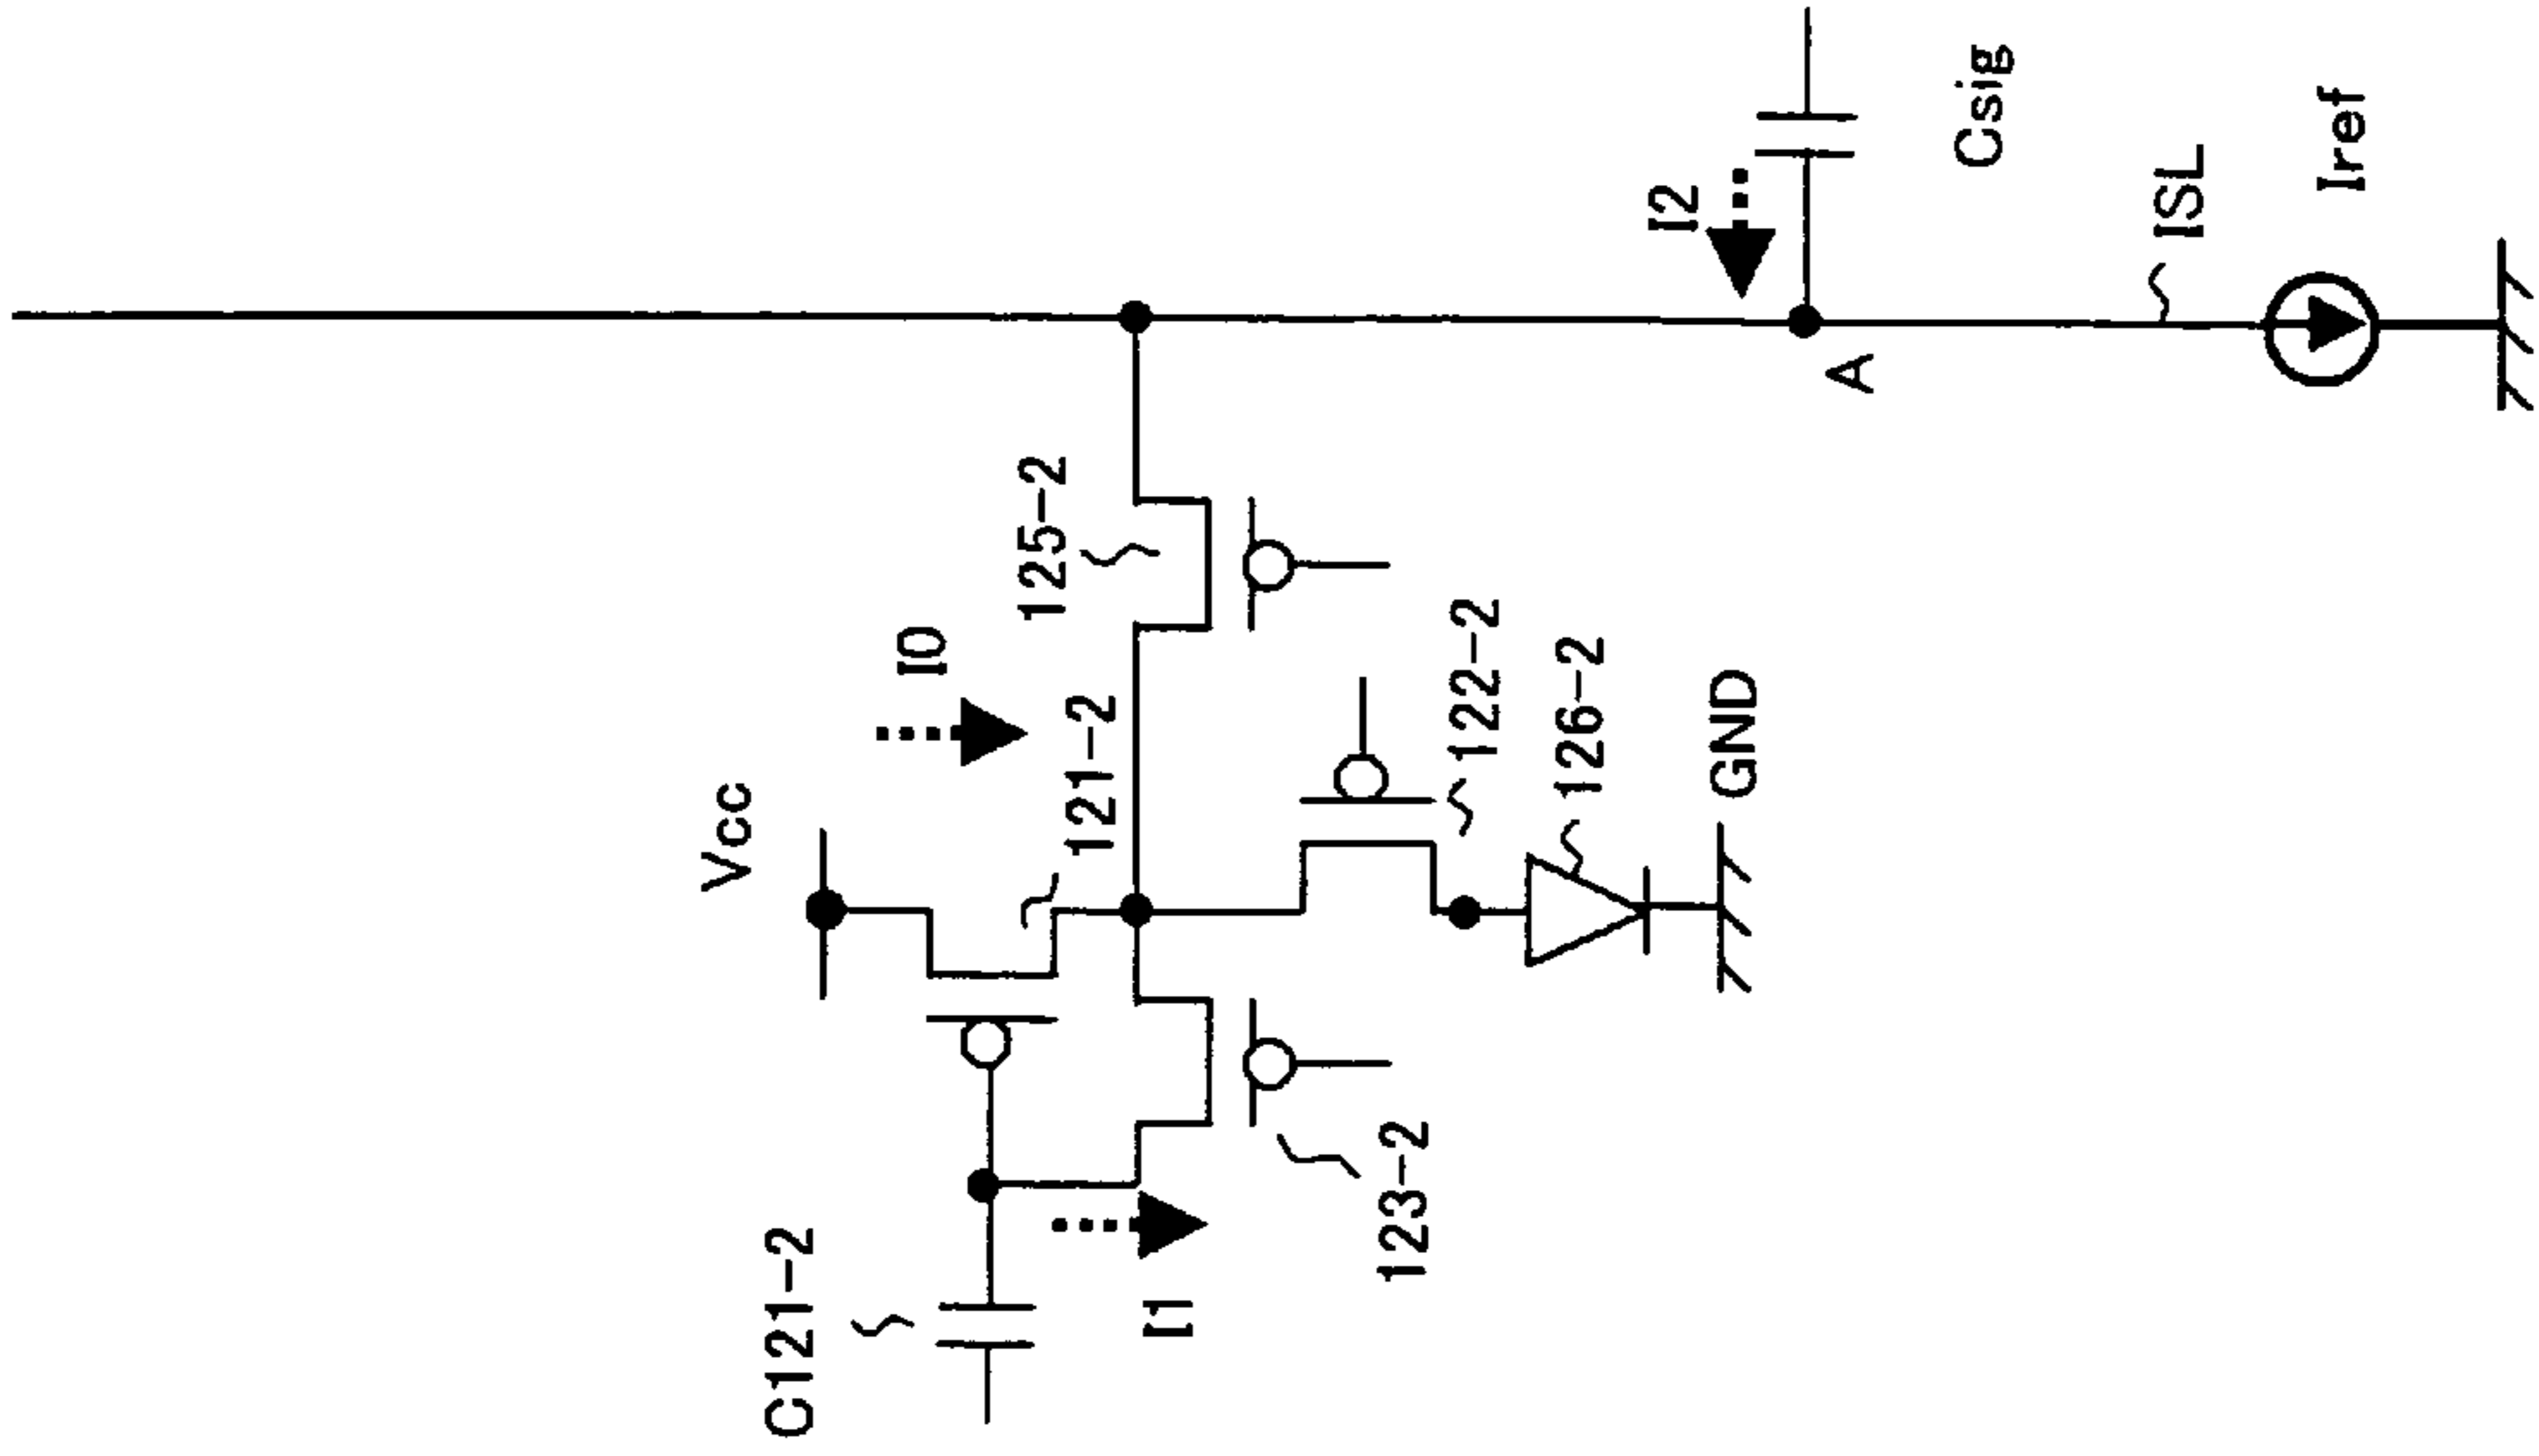 Vcc
C121-2
I0
125-2
121-2
I1
123-2
122-2
126-2
I2
GND
A
Csig
ISL
Iref